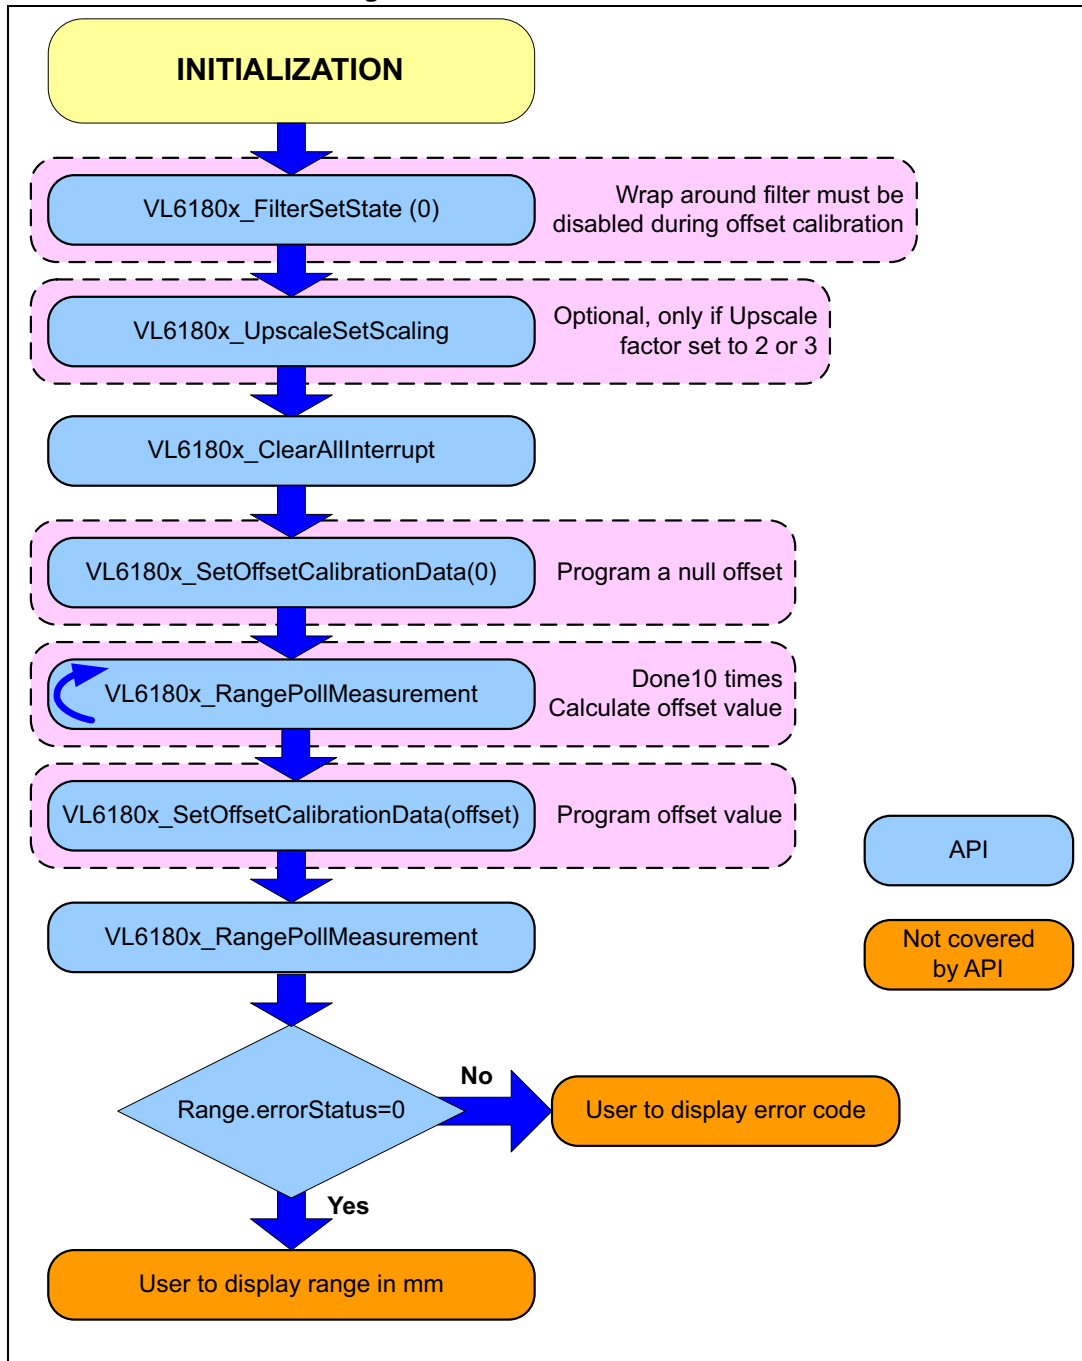 INITIALIZATION
VL6180x_FilterSetState (0)
Wrap around filter must be
disabled during offset calibration
VL6180x_UpscaleSetScaling
Optional, only if Upscale
factor set to 2 or 3
VL6180x_ClearAllInterrupt
VL6180x_SetOffsetCalibrationData(0)
Program a null offset
VL6180x_RangePollMeasurement
Done10 times
Calculate offset value
VL6180x_SetOffsetCalibrationData(offset)
Program offset value
API
VL6180x_RangePollMeasurement
Not covered
by API
Range.errorStatus=0
No
User to display error code
Yes
User to display range in mm